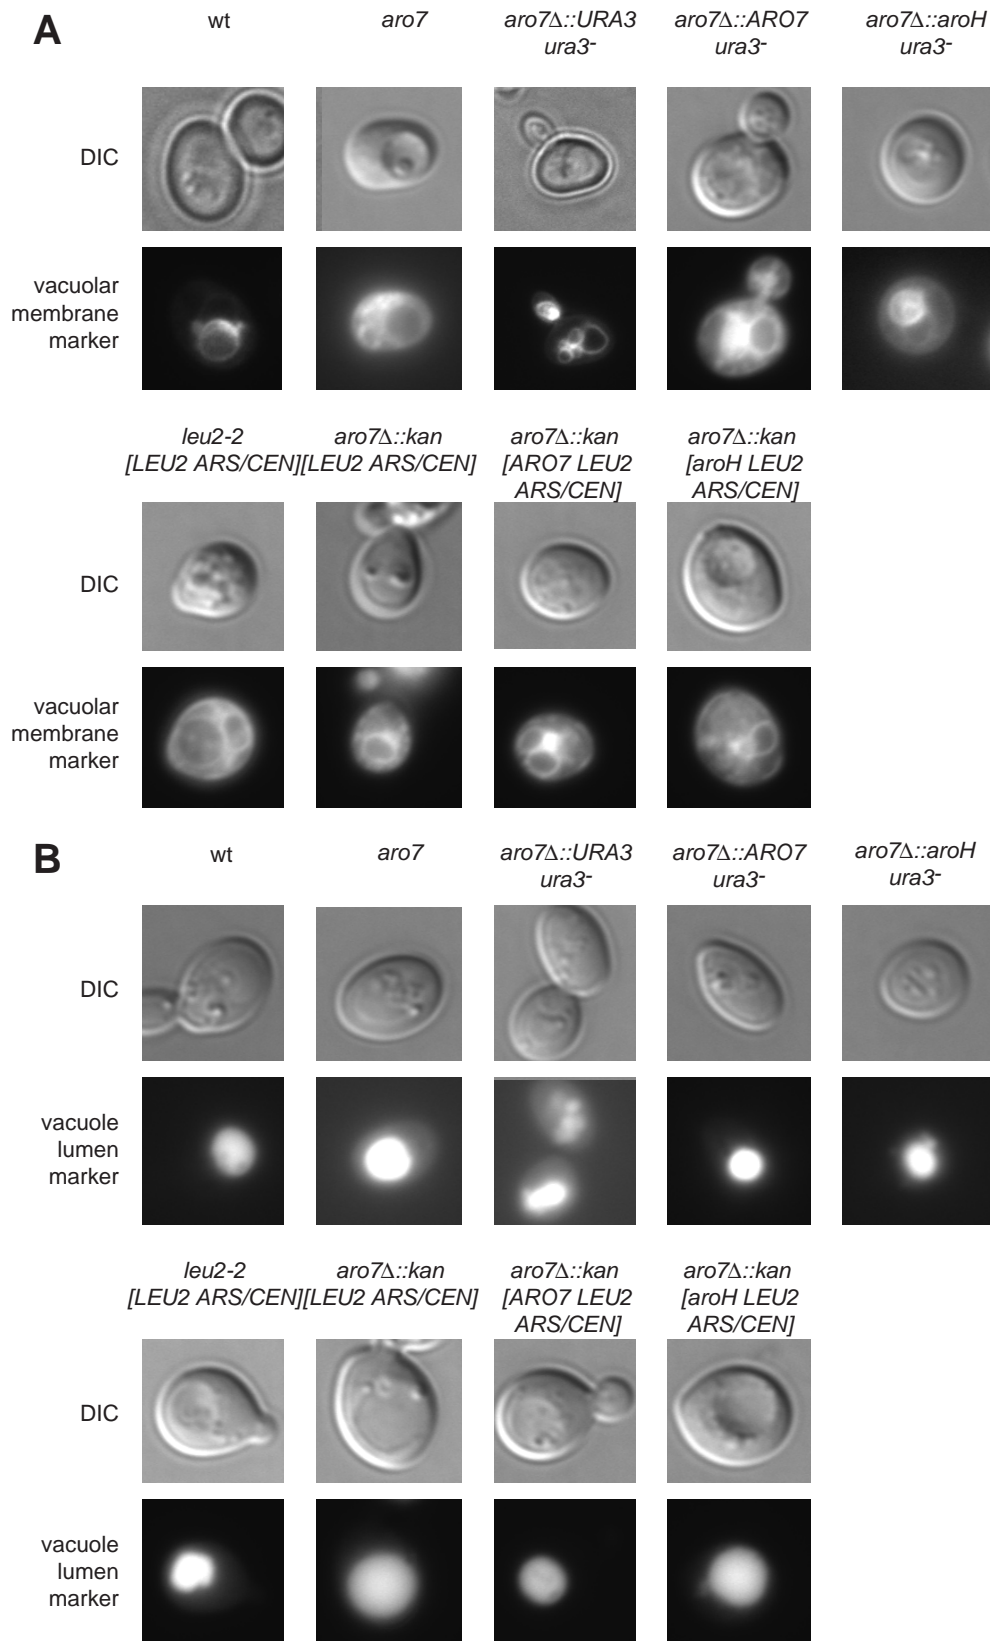 A
wt aro7 aro7Δ::URA3 aro7Δ::ARO7 aro7Δ::aroH
ura3- ura3- ura3-
DIC
vacuolar
membrane
marker
leu2-2 aro7Δ::kan aro7Δ::kan aro7Δ::kan
[LEU2 ARS/CEN][LEU2 ARS/CEN] [ARO7 LEU2 [aroH LEU2
ARS/CEN] ARS/CEN]
DIC
vacuolar
membrane
marker
B
wt aro7 aro7Δ::URA3 aro7Δ::ARO7 aro7Δ::aroH
ura3- ura3- ura3-
DIC
vacuole
lumen
marker
leu2-2 aro7Δ::kan aro7Δ::kan aro7Δ::kan
[LEU2 ARS/CEN][LEU2 ARS/CEN] [ARO7 LEU2 [aroH LEU2
ARS/CEN] ARS/CEN]
DIC
vacuole
lumen
marker